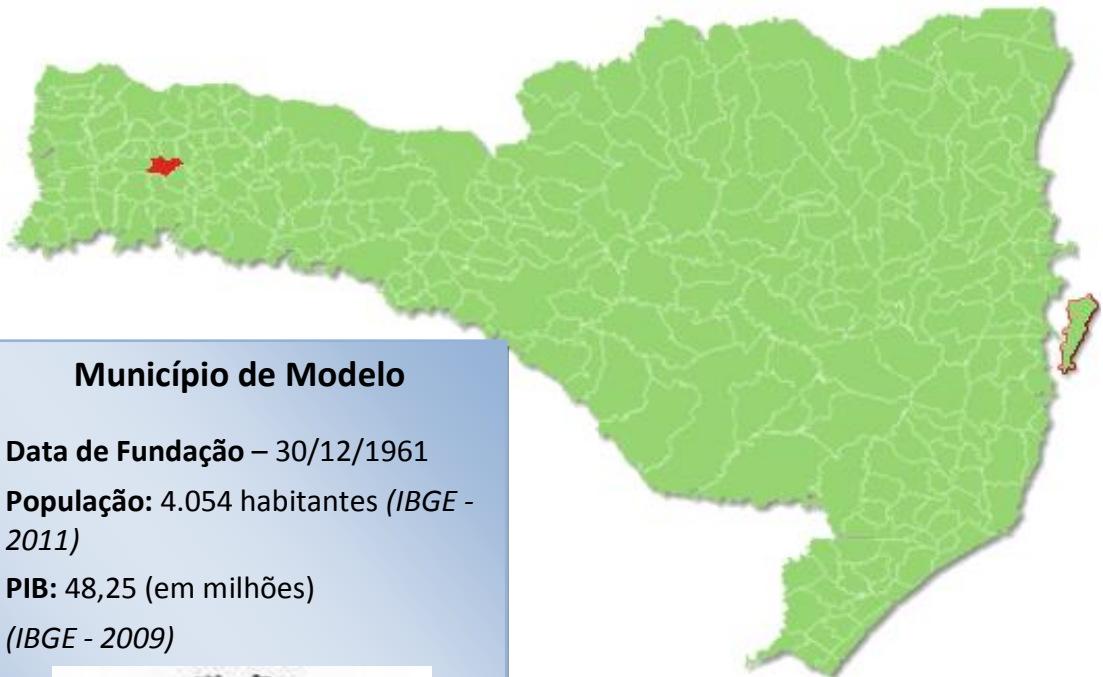 Município de Modelo
Data de Fundação – 30/12/1961
População: 4.054 habitantes (IBGE -
2011)
PIB: 48,25 (em milhões)
(IBGE - 2009)